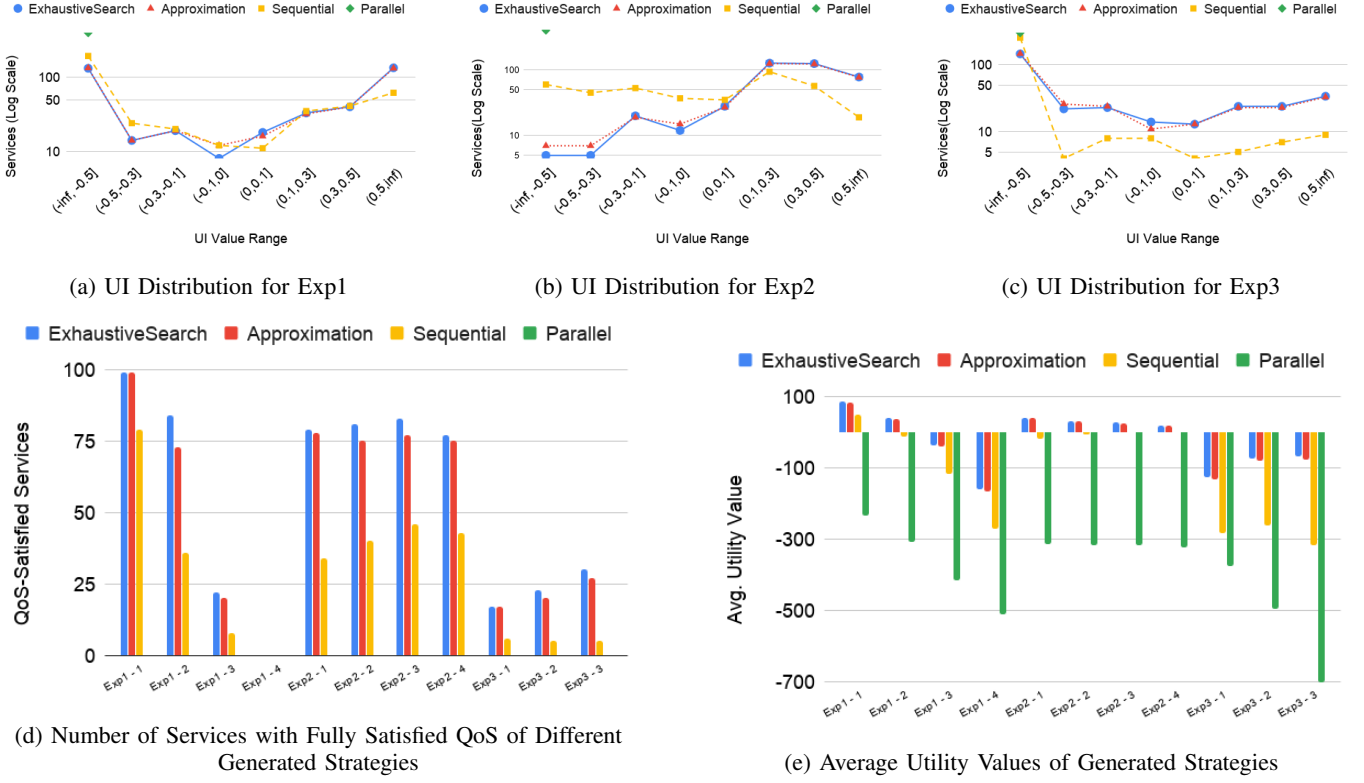 ExhaustiveSearch Approximation Sequential Parallel
Services (Log Scale)
100
50
10
(-inf, -0.5]
(-0.5,-0.3]
(-0.3,-0.1]
(-0.1,0]
(0,0.1]
(0.1,0.3]
(0.3,0.5]
(0.5,inf)
UI Value Range
(a) UI Distribution for Exp1
ExhaustiveSearch Approximation Sequential Parallel
Services(Log Scale)
100
50
10
5
(-inf, -0.5]
(-0.5,-0.3]
(-0.3,-0.1]
(-0.1,0]
(0,0.1]
(0.1,0.3]
(0.3,0.5]
(0.5,inf)
UI Value Range
(b) UI Distribution for Exp2
ExhaustiveSearch Approximation Sequential Parallel
Services(Log Scale)
100
50
10
5
(-inf, -0.5]
(-0.5,-0.3]
(-0.3,-0.1]
(-0.1,0]
(0,0.1]
(0.1,0.3]
(0.3,0.5]
(0.5,inf)
UI Value Range
(c) UI Distribution for Exp3
ExhaustiveSearch Approximation Sequential Parallel
QoS-Satisfied Services
100
75
50
25
0
Exp1 - 1
Exp1 - 2
Exp1 - 3
Exp1 - 4
Exp2 - 1
Exp2 - 2
Exp2 - 3
Exp2 - 4
Exp3 - 1
Exp3 - 2
Exp3 - 3
(d) Number of Services with Fully Satisfied QoS of Different
Generated Strategies
ExhaustiveSearch Approximation Sequential Parallel
Avg. Utility Value
100
-100
-300
-500
-700
Exp1 - 1
Exp1 - 2
Exp1 - 3
Exp1 - 4
Exp2 - 1
Exp2 - 2
Exp2 - 3
Exp2 - 4
Exp3 - 1
Exp3 - 2
Exp3 - 3
(e) Average Utility Values of Generated Strategies